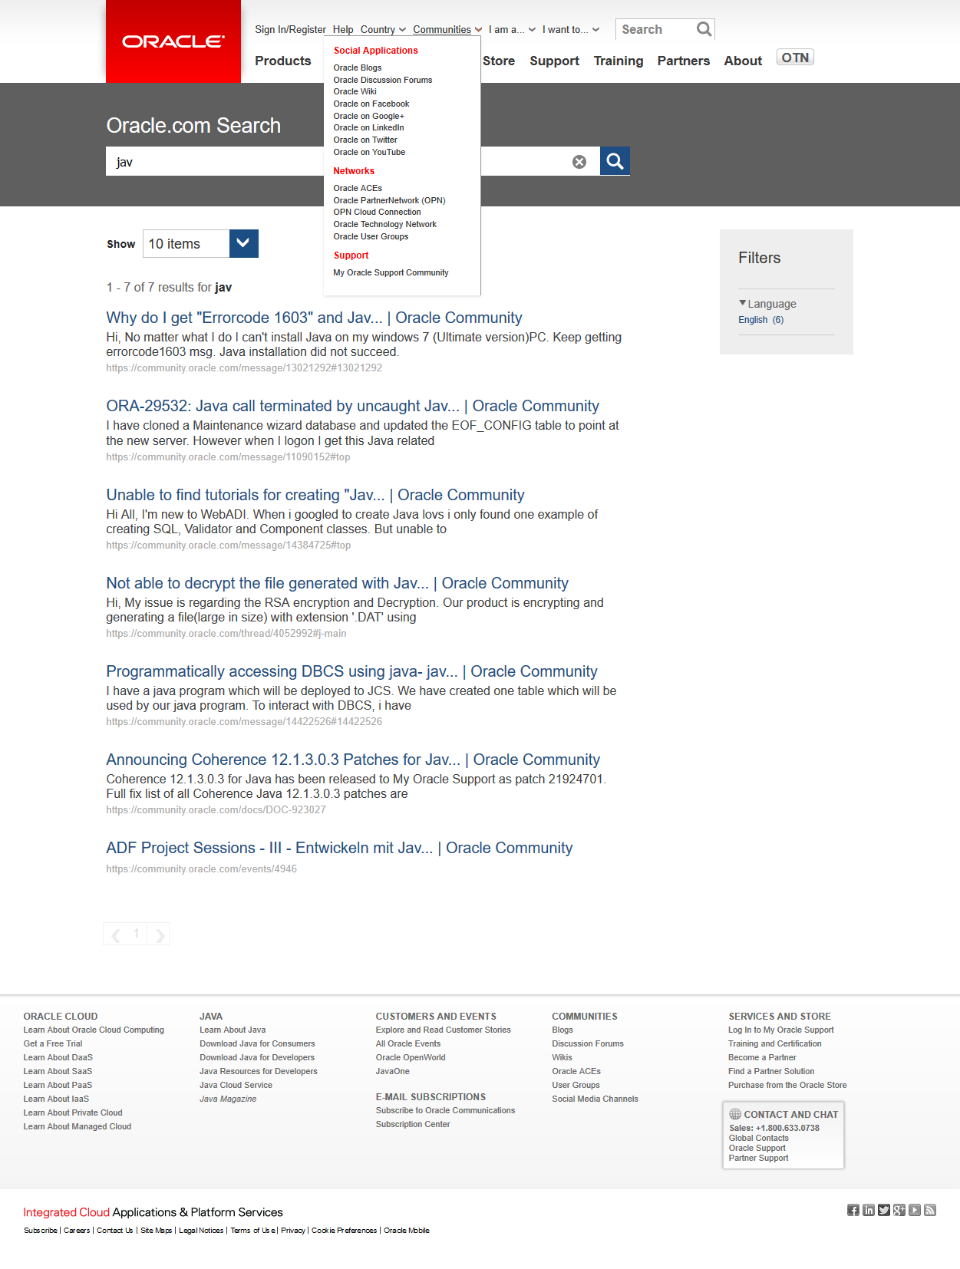 ORACLE
Sign In/Register Help Country Communities I am a... I want to... Search
Products Store Support Training Partners About OTN
Social Applications
Oracle Blogs
Oracle Discussion Forums
Oracle Wiki
Oracle on Facebook
Oracle on Google+
Oracle on LinkedIn
Oracle on Twitter
Oracle on YouTube
Networks
Oracle ACEs
Oracle PartnerNetwork (OPN)
OPN Cloud Connection
Oracle Technology Network
Oracle User Groups
Support
My Oracle Support Community
Oracle.com Search
jav
Show 10 items
1 - 7 of 7 results for jav
Filters
Language
English (6)
Why do I get "Errorcode 1603" and Jav... | Oracle Community
Hi, No matter what I do I can't install Java on my windows 7 (Ultimate version)PC. Keep getting
errorcode1603 msg. Java installation did not succeed.
https://community.oracle.com/message/13021292#13021292
ORA-29532: Java call terminated by uncaught Jav... | Oracle Community
I have cloned a Maintenance wizard database and updated the EOF_CONFIG table to point at
the new server. However when I logon I get this Java related
https://community.oracle.com/message/11090152#top
Unable to find tutorials for creating "Jav... | Oracle Community
Hi All, I'm new to WebADI. When i googled to create Java lovs i only found one example of
creating SQL, Validator and Component classes. But unable to
https://community.oracle.com/message/14384725#top
Not able to decrypt the file generated with Jav... | Oracle Community
Hi, My issue is regarding the RSA encryption and Decryption. Our product is encrypting and
generating a file(large in size) with extension '.DAT' using
https://community.oracle.com/thread/4052992#j-main
Programmatically accessing DBCS using java- jav... | Oracle Community
I have a java program which will be deployed to JCS. We have created one table which will be
used by our java program. To interact with DBCS, i have
https://community.oracle.com/message/14422526#14422526
Announcing Coherence 12.1.3.0.3 Patches for Jav... | Oracle Community
Coherence 12.1.3.0.3 for Java has been released to My Oracle Support as patch 21924701.
Full fix list of all Coherence Java 12.1.3.0.3 patches are
https://community.oracle.com/docs/DOC-923027
ADF Project Sessions - III - Entwickeln mit Jav... | Oracle Community
https://community.oracle.com/events/4946
1
ORACLE CLOUD
Learn About Oracle Cloud Computing
Get a Free Trial
Learn About DaaS
Learn About SaaS
Learn About PaaS
Learn About IaaS
Learn About Private Cloud
Learn About Managed Cloud
JAVA
Learn About Java
Download Java for Consumers
Download Java for Developers
Java Resources for Developers
Java Cloud Service
Java Magazine
CUSTOMERS AND EVENTS
Explore and Read Customer Stories
All Oracle Events
Oracle OpenWorld
JavaOne
E-MAIL SUBSCRIPTIONS
Subscribe to Oracle Communications
Subscription Center
COMMUNITIES
Blogs
Discussion Forums
Wikis
Oracle ACEs
User Groups
Social Media Channels
SERVICES AND STORE
Log In to My Oracle Support
Training and Certification
Become a Partner
Find a Partner Solution
Purchase from the Oracle Store
CONTACT AND CHAT
Sales: +1.800.633.0738
Global Contacts
Oracle Support
Partner Support
Integrated Cloud Applications & Platform Services
Subscribe | Careers | Contact Us | Site Maps | Legal Notices | Terms of Use | Privacy | Cookie Preferences | Oracle Mobile